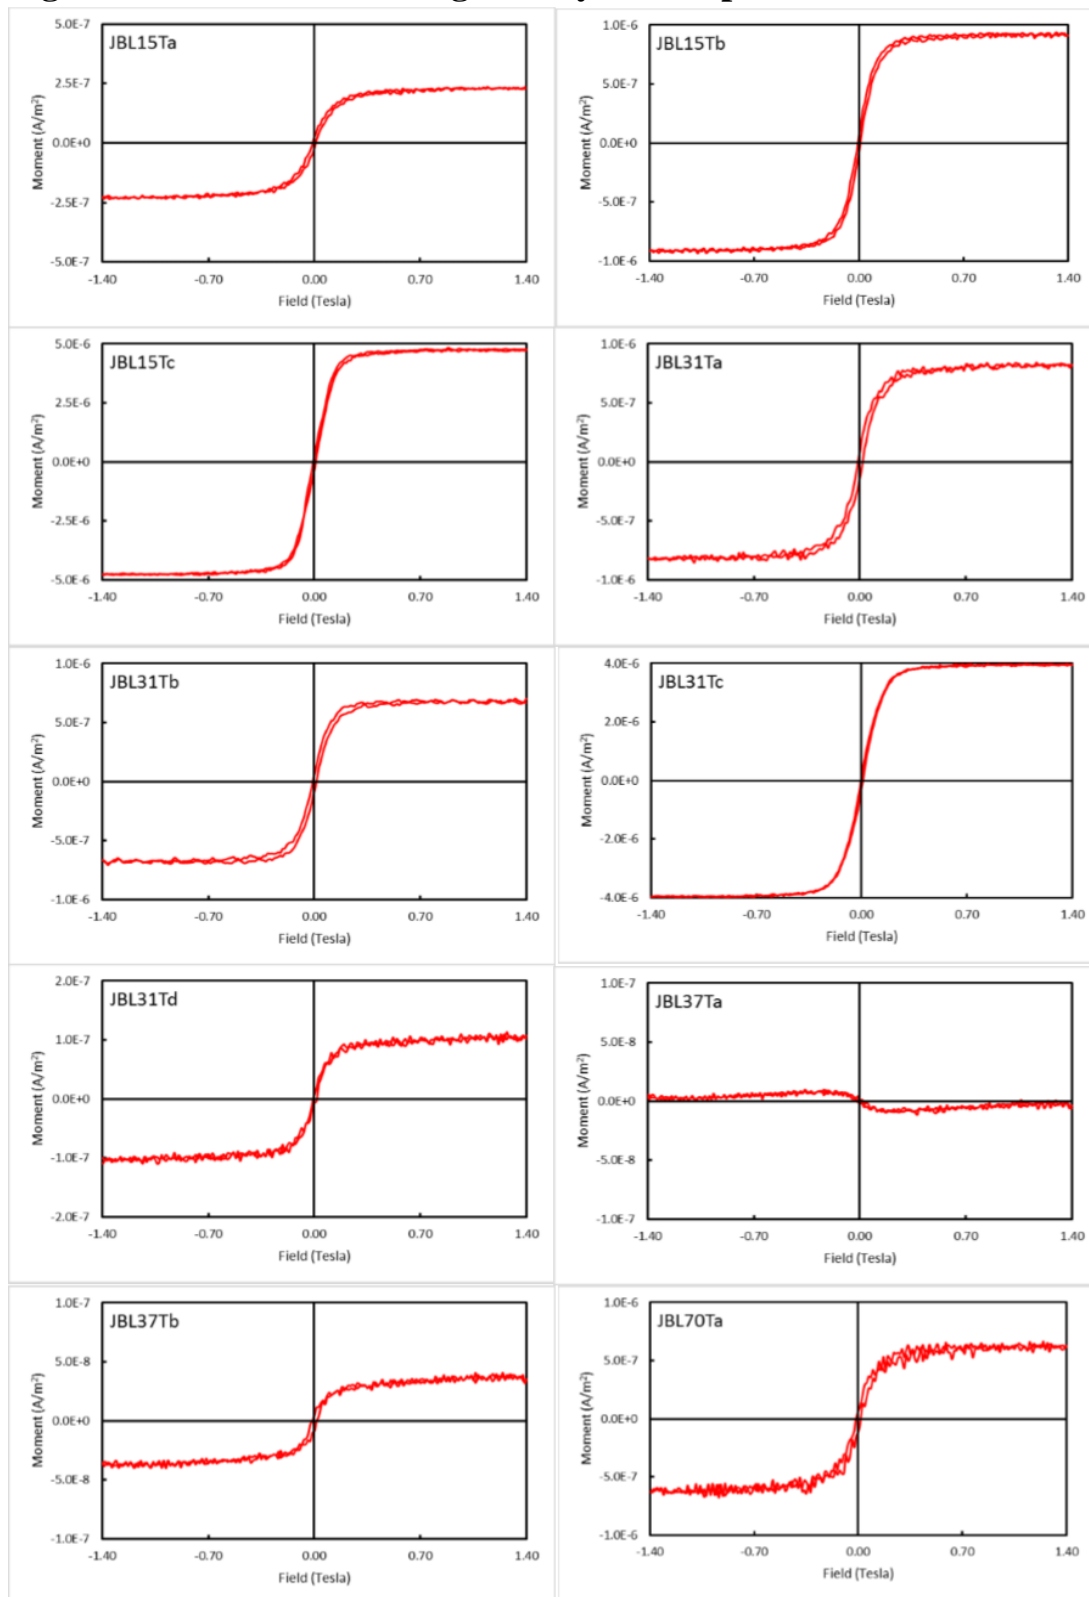 JBL15Ta
Moment (A/m²)
5.0E-7
2.5E-7
0.0E+0
-2.5E-7
-5.0E-7
-1.40 -0.70 0.00 0.70 1.40
Field (Tesla)
JBL15Tb
Moment (A/m²)
1.0E-6
5.0E-7
0.0E+0
-5.0E-7
-1.0E-6
-1.40 -0.70 0.00 0.70 1.40
Field (Tesla)
JBL15Tc
Moment (A/m²)
5.0E-6
2.5E-6
0.0E+0
-2.5E-6
-5.0E-6
-1.40 -0.70 0.00 0.70 1.40
Field (Tesla)
JBL31Ta
Moment (A/m²)
1.0E-6
5.0E-7
0.0E+0
-5.0E-7
-1.0E-6
-1.40 -0.70 0.00 0.70 1.40
Field (Tesla)
JBL31Tb
Moment (A/m²)
1.0E-6
5.0E-7
0.0E+0
-5.0E-7
-1.0E-6
-1.40 -0.70 0.00 0.70 1.40
Field (Tesla)
JBL31Tc
Moment (A/m²)
4.0E-6
2.0E-6
0.0E+0
-2.0E-6
-4.0E-6
-1.40 -0.70 0.00 0.70 1.40
Field (Tesla)
JBL31Td
Moment (A/m²)
2.0E-7
1.0E-7
0.0E+0
-1.0E-7
-2.0E-7
-1.40 -0.70 0.00 0.70 1.40
Field (Tesla)
JBL37Ta
Moment (A/m²)
1.0E-7
5.0E-8
0.0E+0
-5.0E-8
-1.0E-7
-1.40 -0.70 0.00 0.70 1.40
Field (Tesla)
JBL37Tb
Moment (A/m²)
1.0E-7
5.0E-8
0.0E+0
-5.0E-8
-1.0E-7
-1.40 -0.70 0.00 0.70 1.40
Field (Tesla)
JBL70Ta
Moment (A/m²)
1.0E-6
5.0E-7
0.0E+0
-5.0E-7
-1.0E-6
-1.40 -0.70 0.00 0.70 1.40
Field (Tesla)